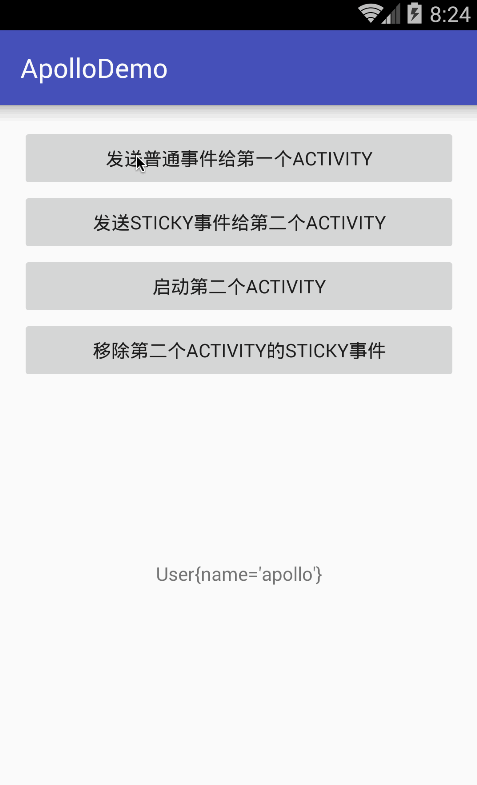 8:24
ApolloDemo
发送普通事件给第一个ACTIVITY
发送STICKY事件给第二个ACTIVITY
启动第二个ACTIVITY
移除第二个ACTIVITY的STICKY事件
User{name='apollo'}